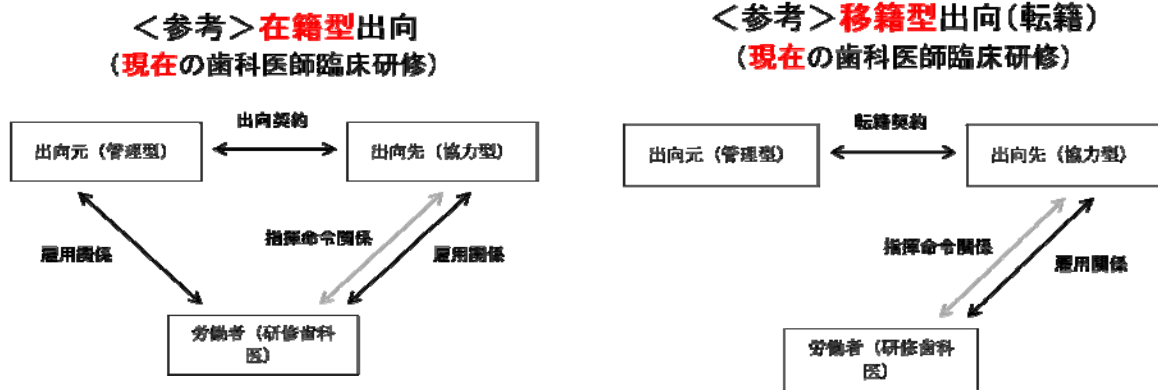 ＜参考＞在籍型出向
（現在の歯科医師臨床研修）
出向契約
出向元（管理型）
出向先（協力型）
指揮命令関係
雇用関係
雇用関係
労働者（研修歯科
医）
＜参考＞移籍型出向（転籍）
（現在の歯科医師臨床研修）
転籍契約
出向元（管理型）
出向先（協力型）
指揮命令関係
雇用関係
労働者（研修歯科
医）